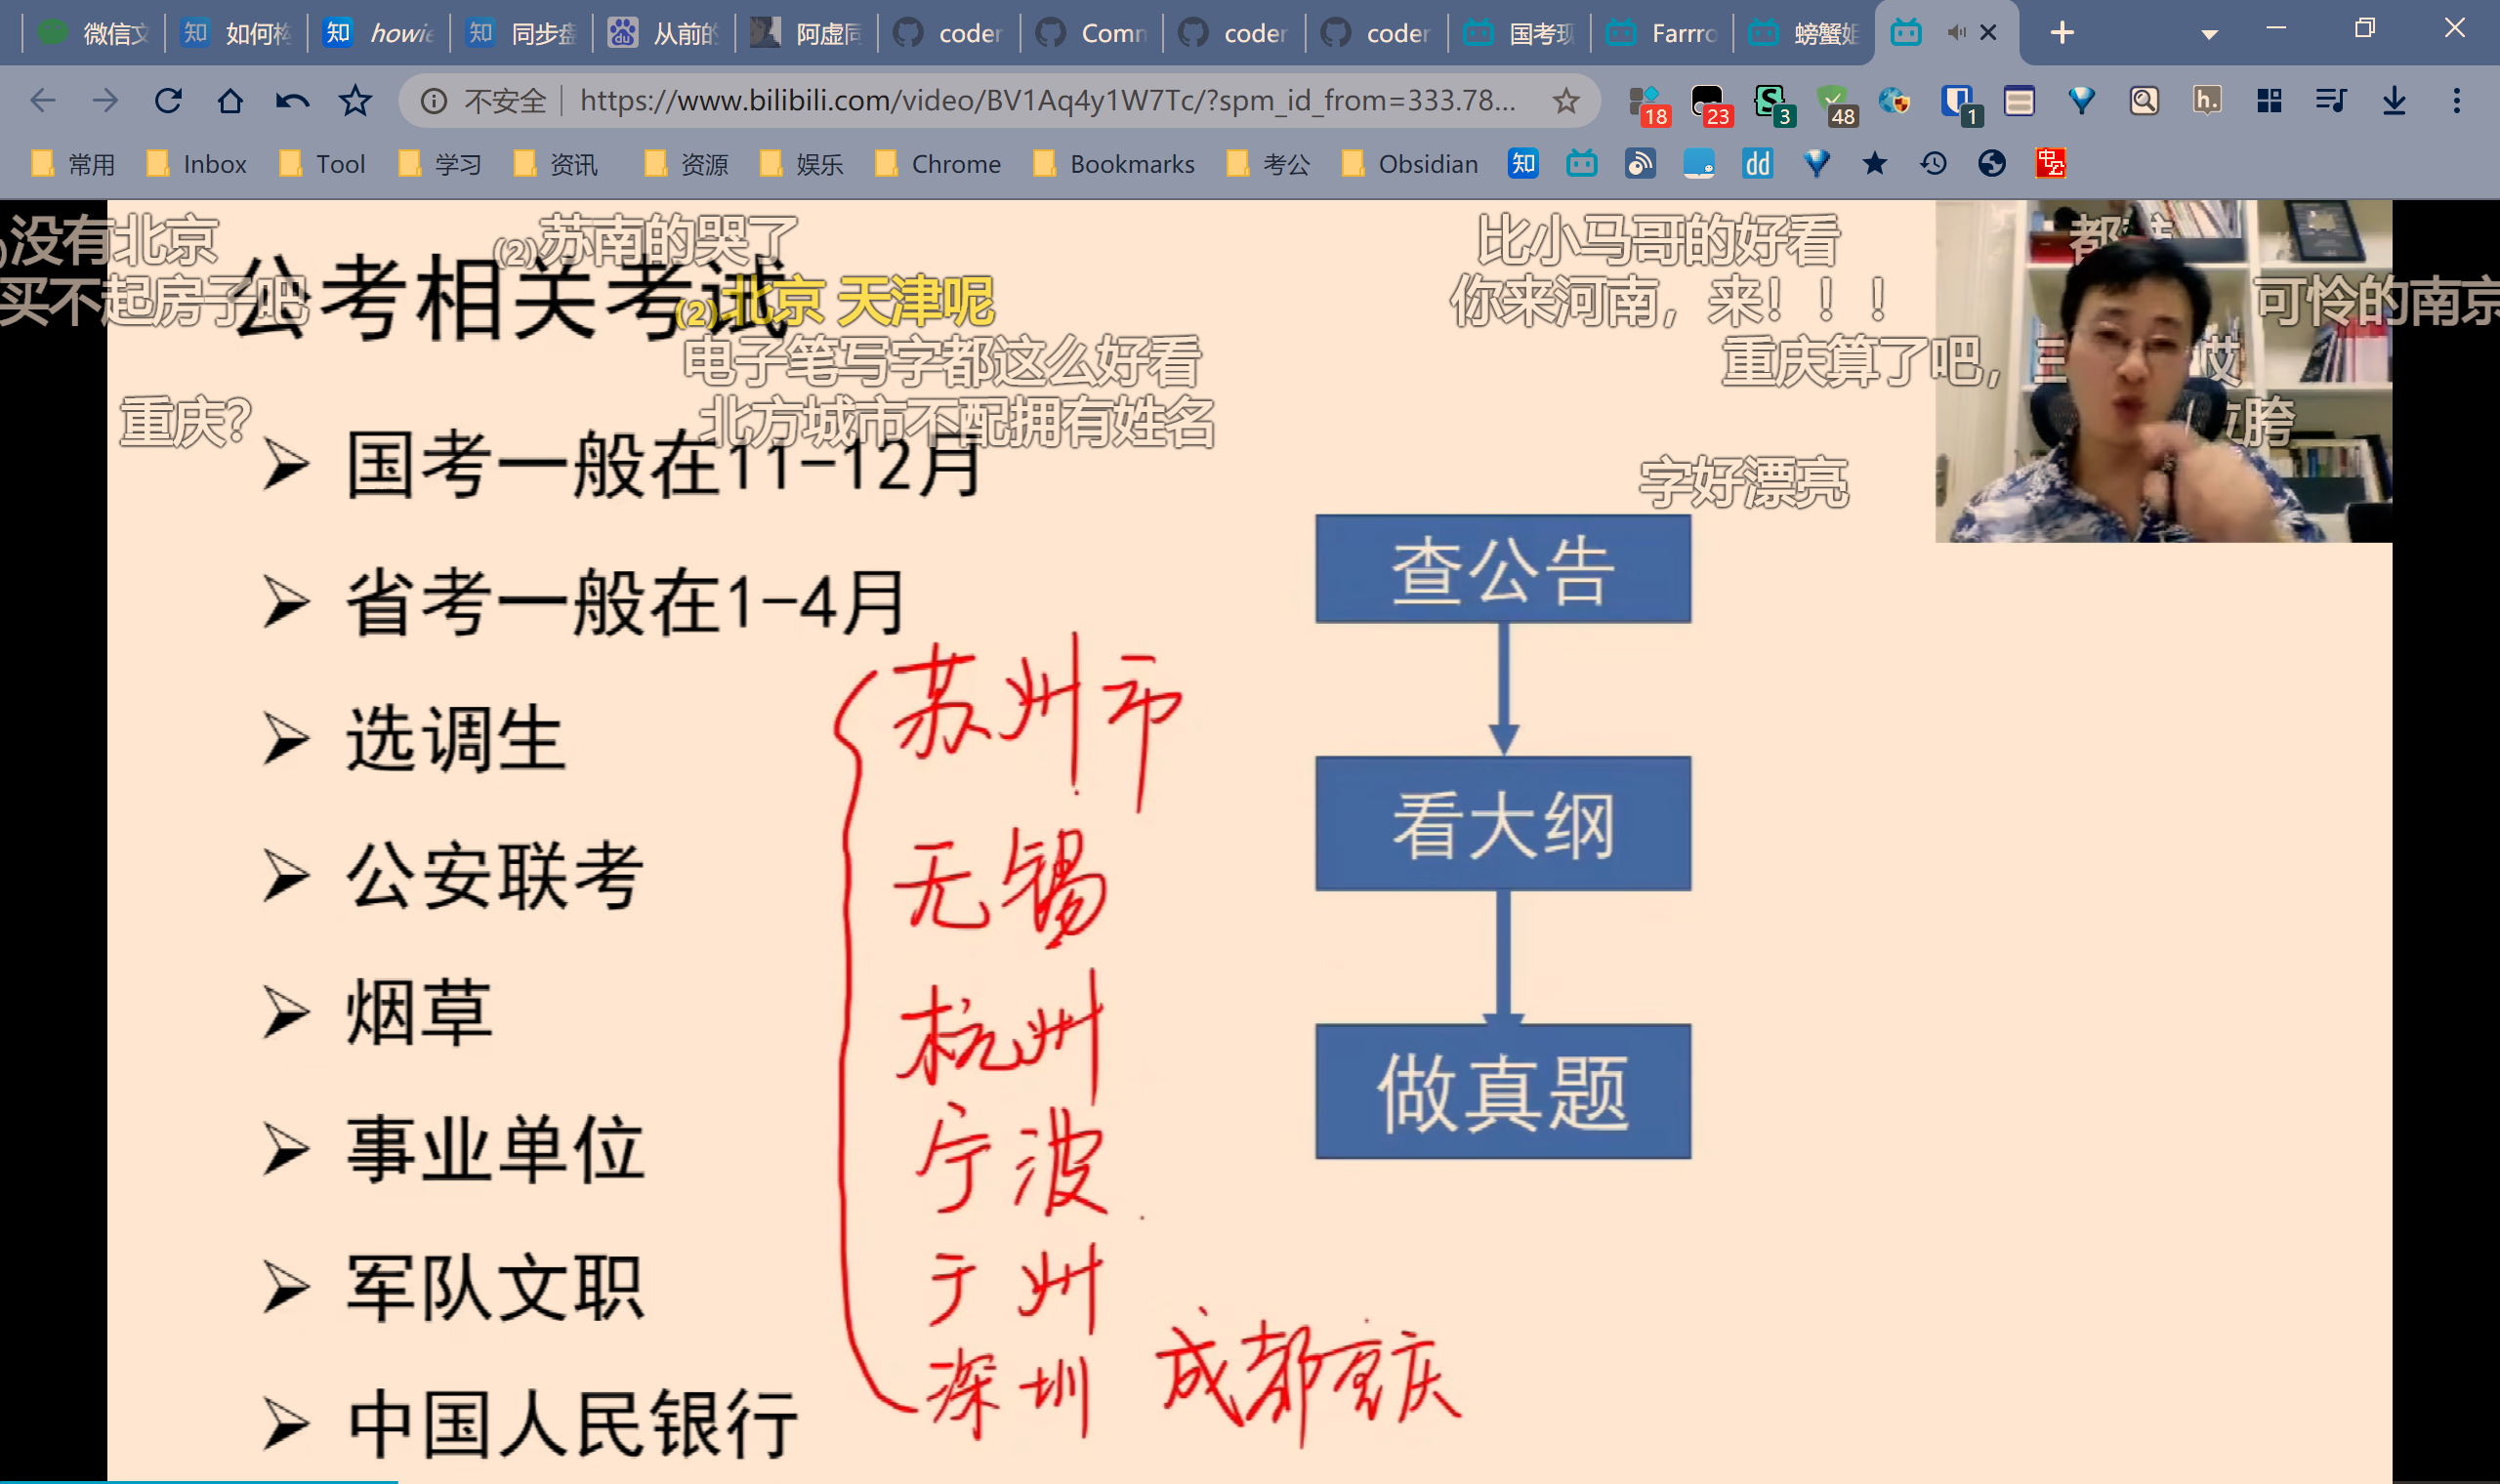 微信文
如何构
howie
同步盘
从前的
阿虚同
coder
Comm
coder
coder
国考现
Farrro
螃蟹姐
不安全
https://www.bilibili.com/video/BV1Aq4y1W7Tc/?spm_id_from=333.78...
18
23
3
48
1
常用
Inbox
Tool
学习
资讯
资源
娱乐
Chrome
Bookmarks
考公
Obsidian
没有北京
(2)苏南的哭了
比小马哥的好看
买不起房子吧
(2)北京 天津呢
你来河南，来！！！
可怜的南京
电子笔写字都这么好看
重庆算了吧，
重庆?
北方城市不配拥有姓名
字好漂亮
公考相关考试
国考一般在11-12月
省考一般在1-4月
选调生
公安联考
烟草
事业单位
军队文职
中国人民银行
苏州市
无锡
杭州
宁波
于州
深圳 成都重庆
查公告
看大纲
做真题